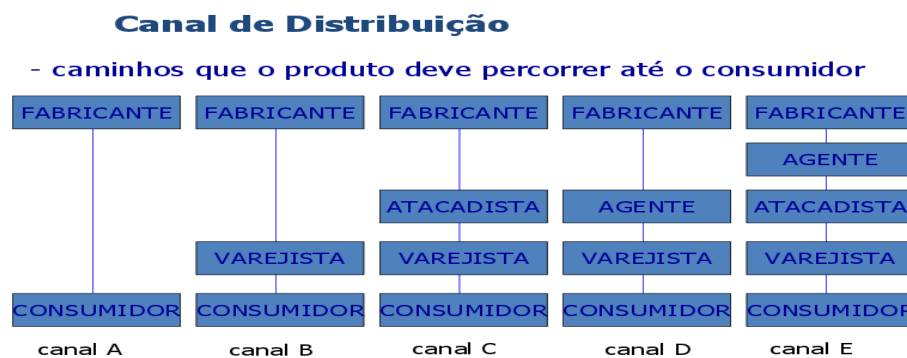 Canal de Distribuição
- caminhos que o produto deve percorrer até o consumidor
FABRICANTE FABRICANTE FABRICANTE FABRICANTE FABRICANTE
AGENTE
ATACADISTA AGENTE ATACADISTA
VAREJISTA VAREJISTA VAREJISTA VAREJISTA
CONSUMIDOR CONSUMIDOR CONSUMIDOR CONSUMIDOR CONSUMIDOR
canal A canal B canal C canal D canal E